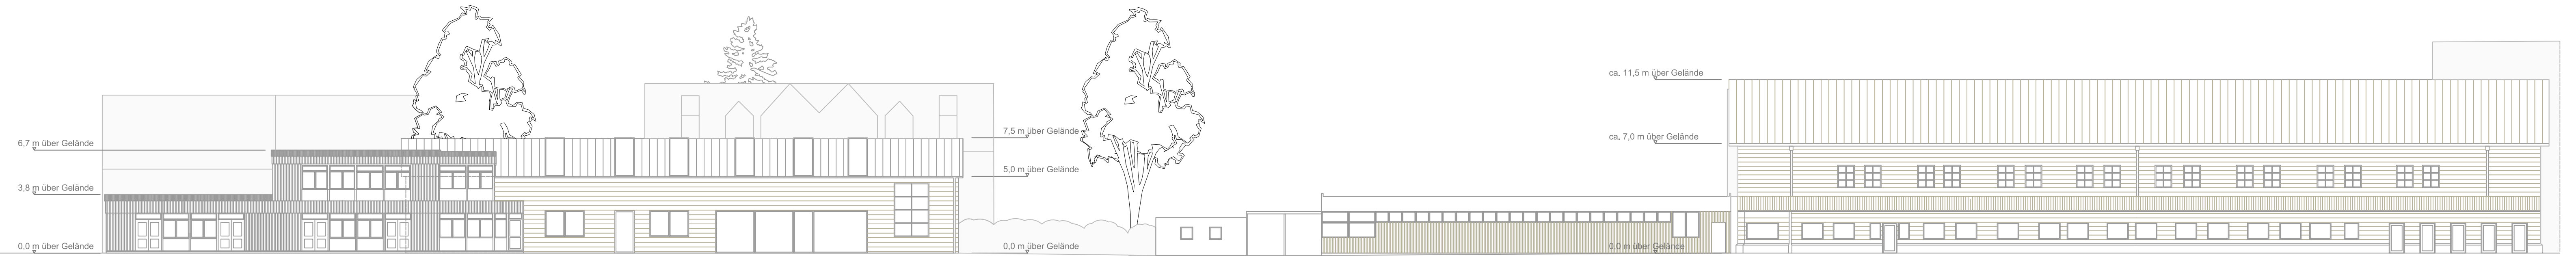 6,7 m über Gelände
3,8 m über Gelände
0,0 m über Gelände
7,5 m über Gelände
5,0 m über Gelände
0,0 m über Gelände
ca. 11,5 m über Gelände
ca. 7,0 m über Gelände
0,0 m über Gelände